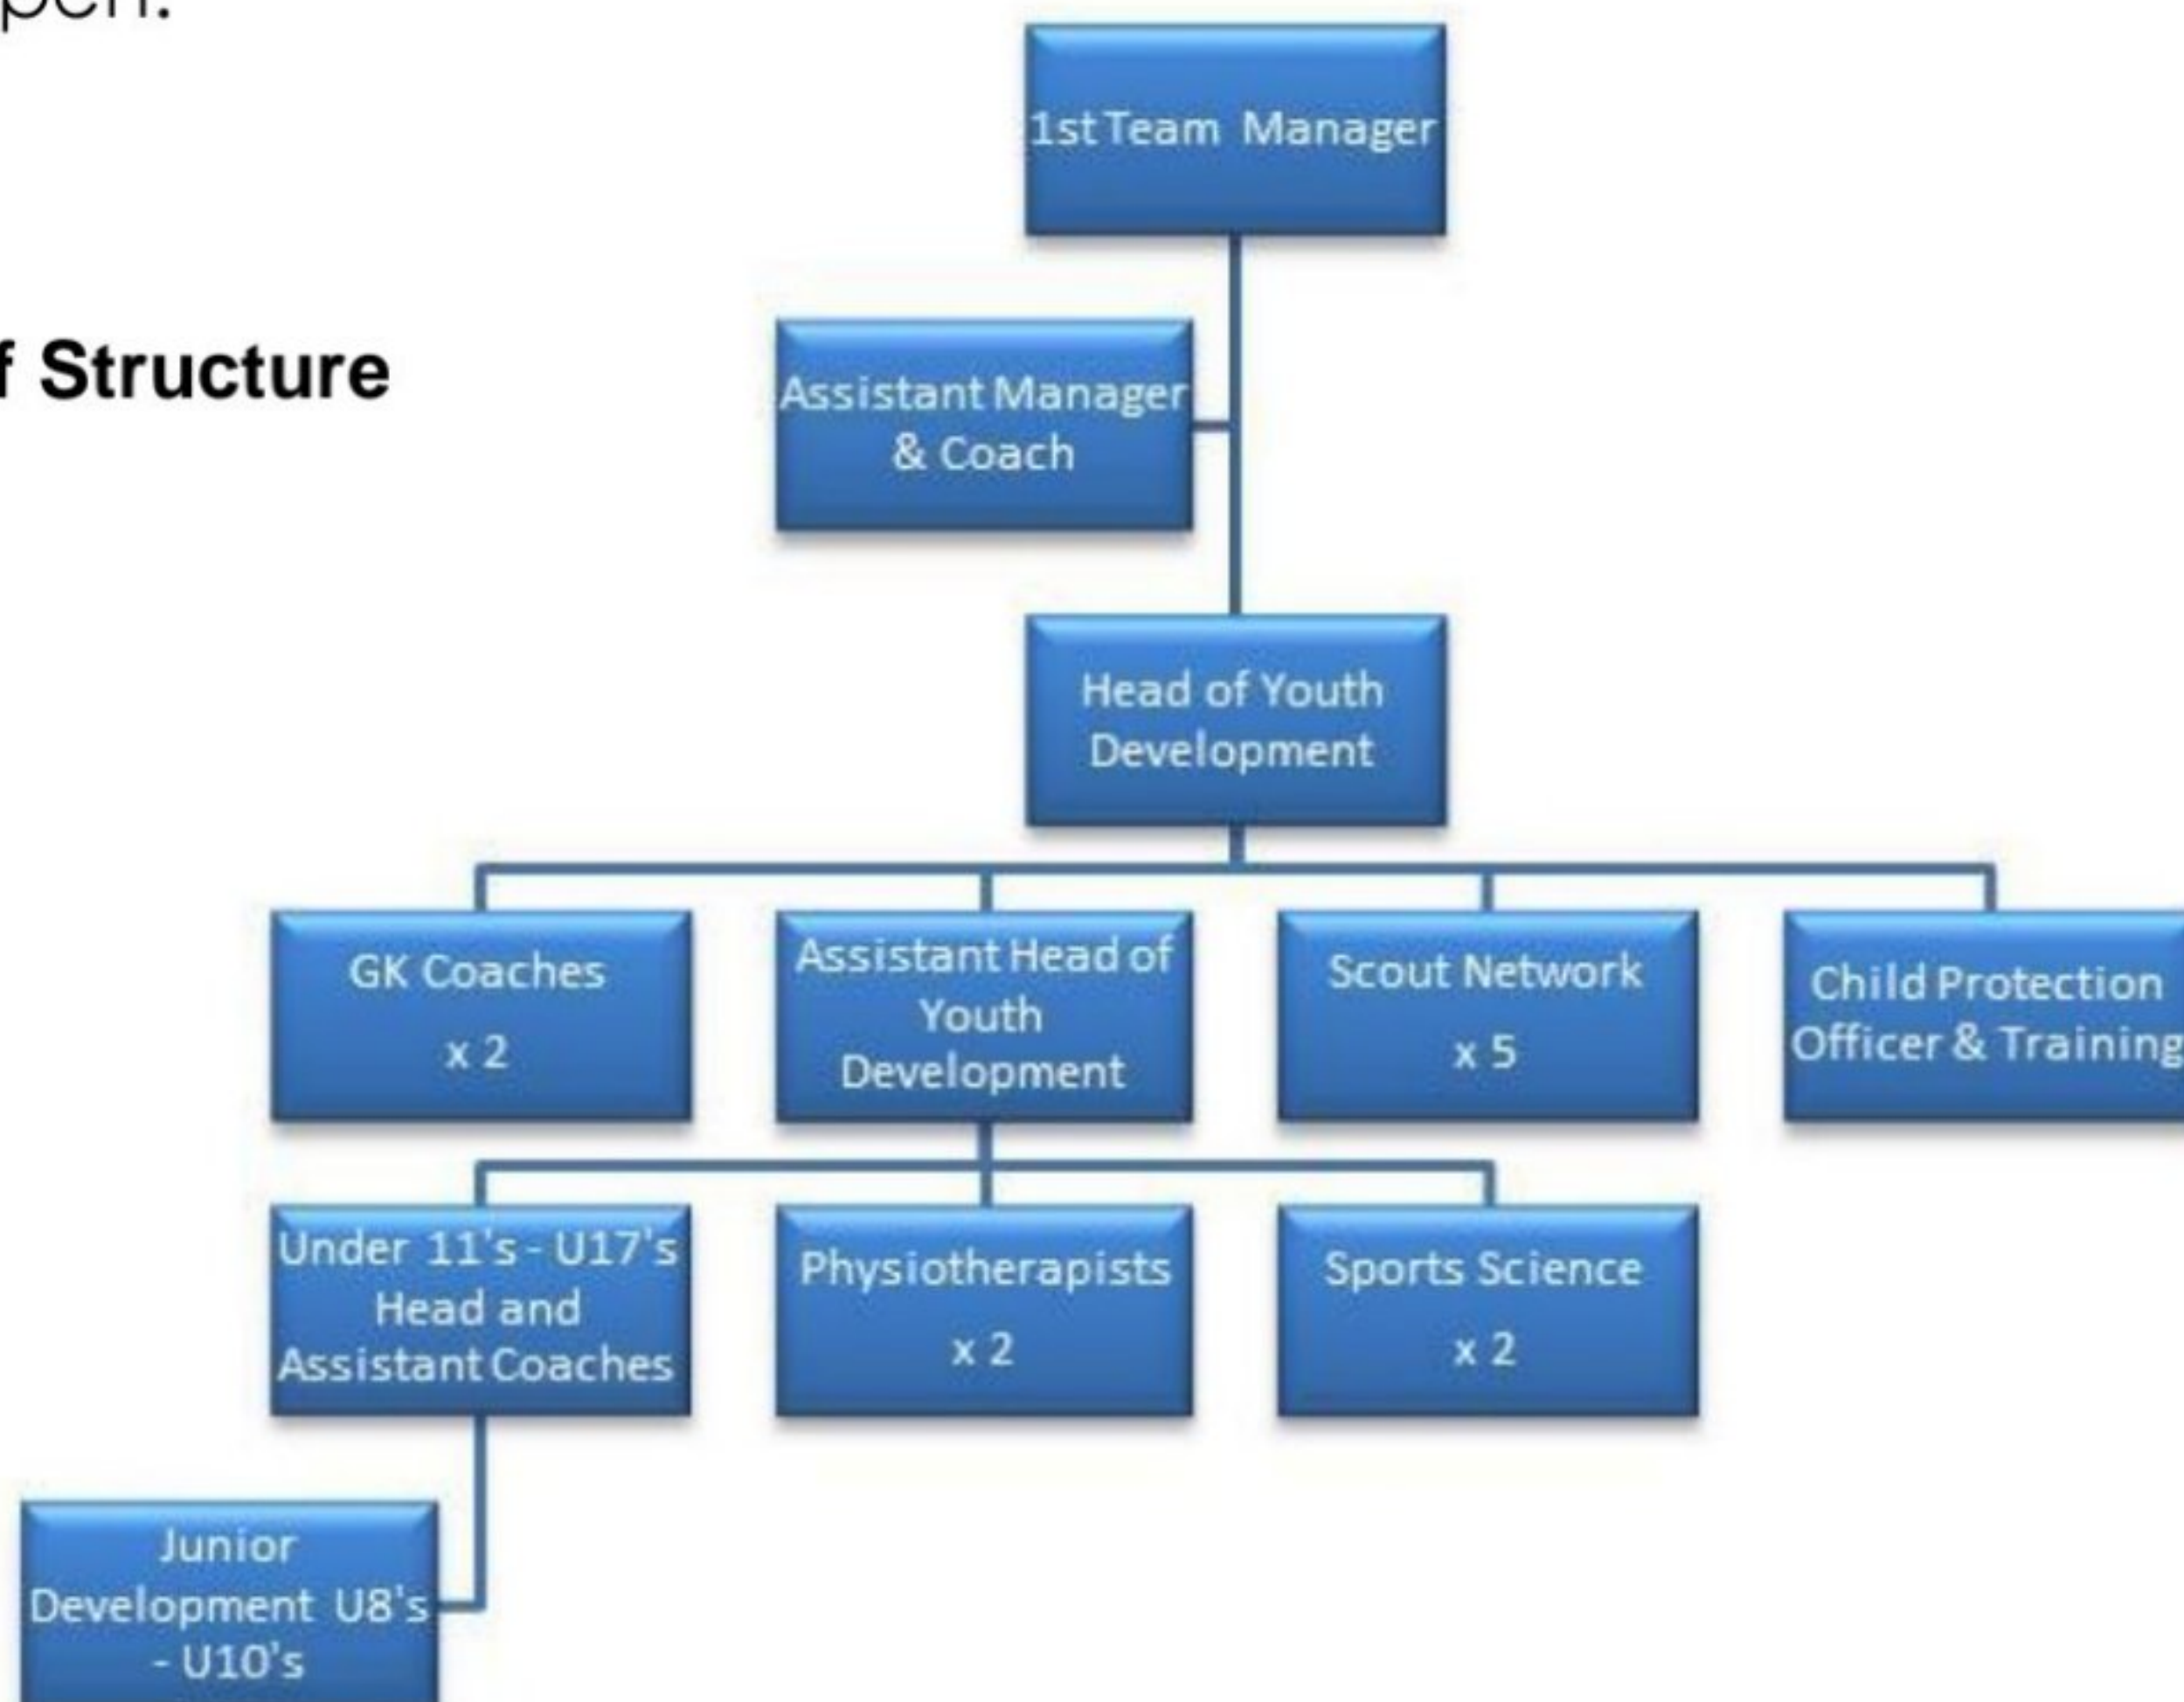 pen.
1st Team Manager
f Structure
Assistant Manager
& Coach
Head of Youth
Development
GK Coaches
x 2
Assistant Head of
Youth
Development
Scout Network
x 5
Child Protection
Officer & Training
Under 11's - U17's
Head and
Assistant Coaches
Physiotherapists
x 2
Sports Science
x 2
Junior
Development U8's
- U10's